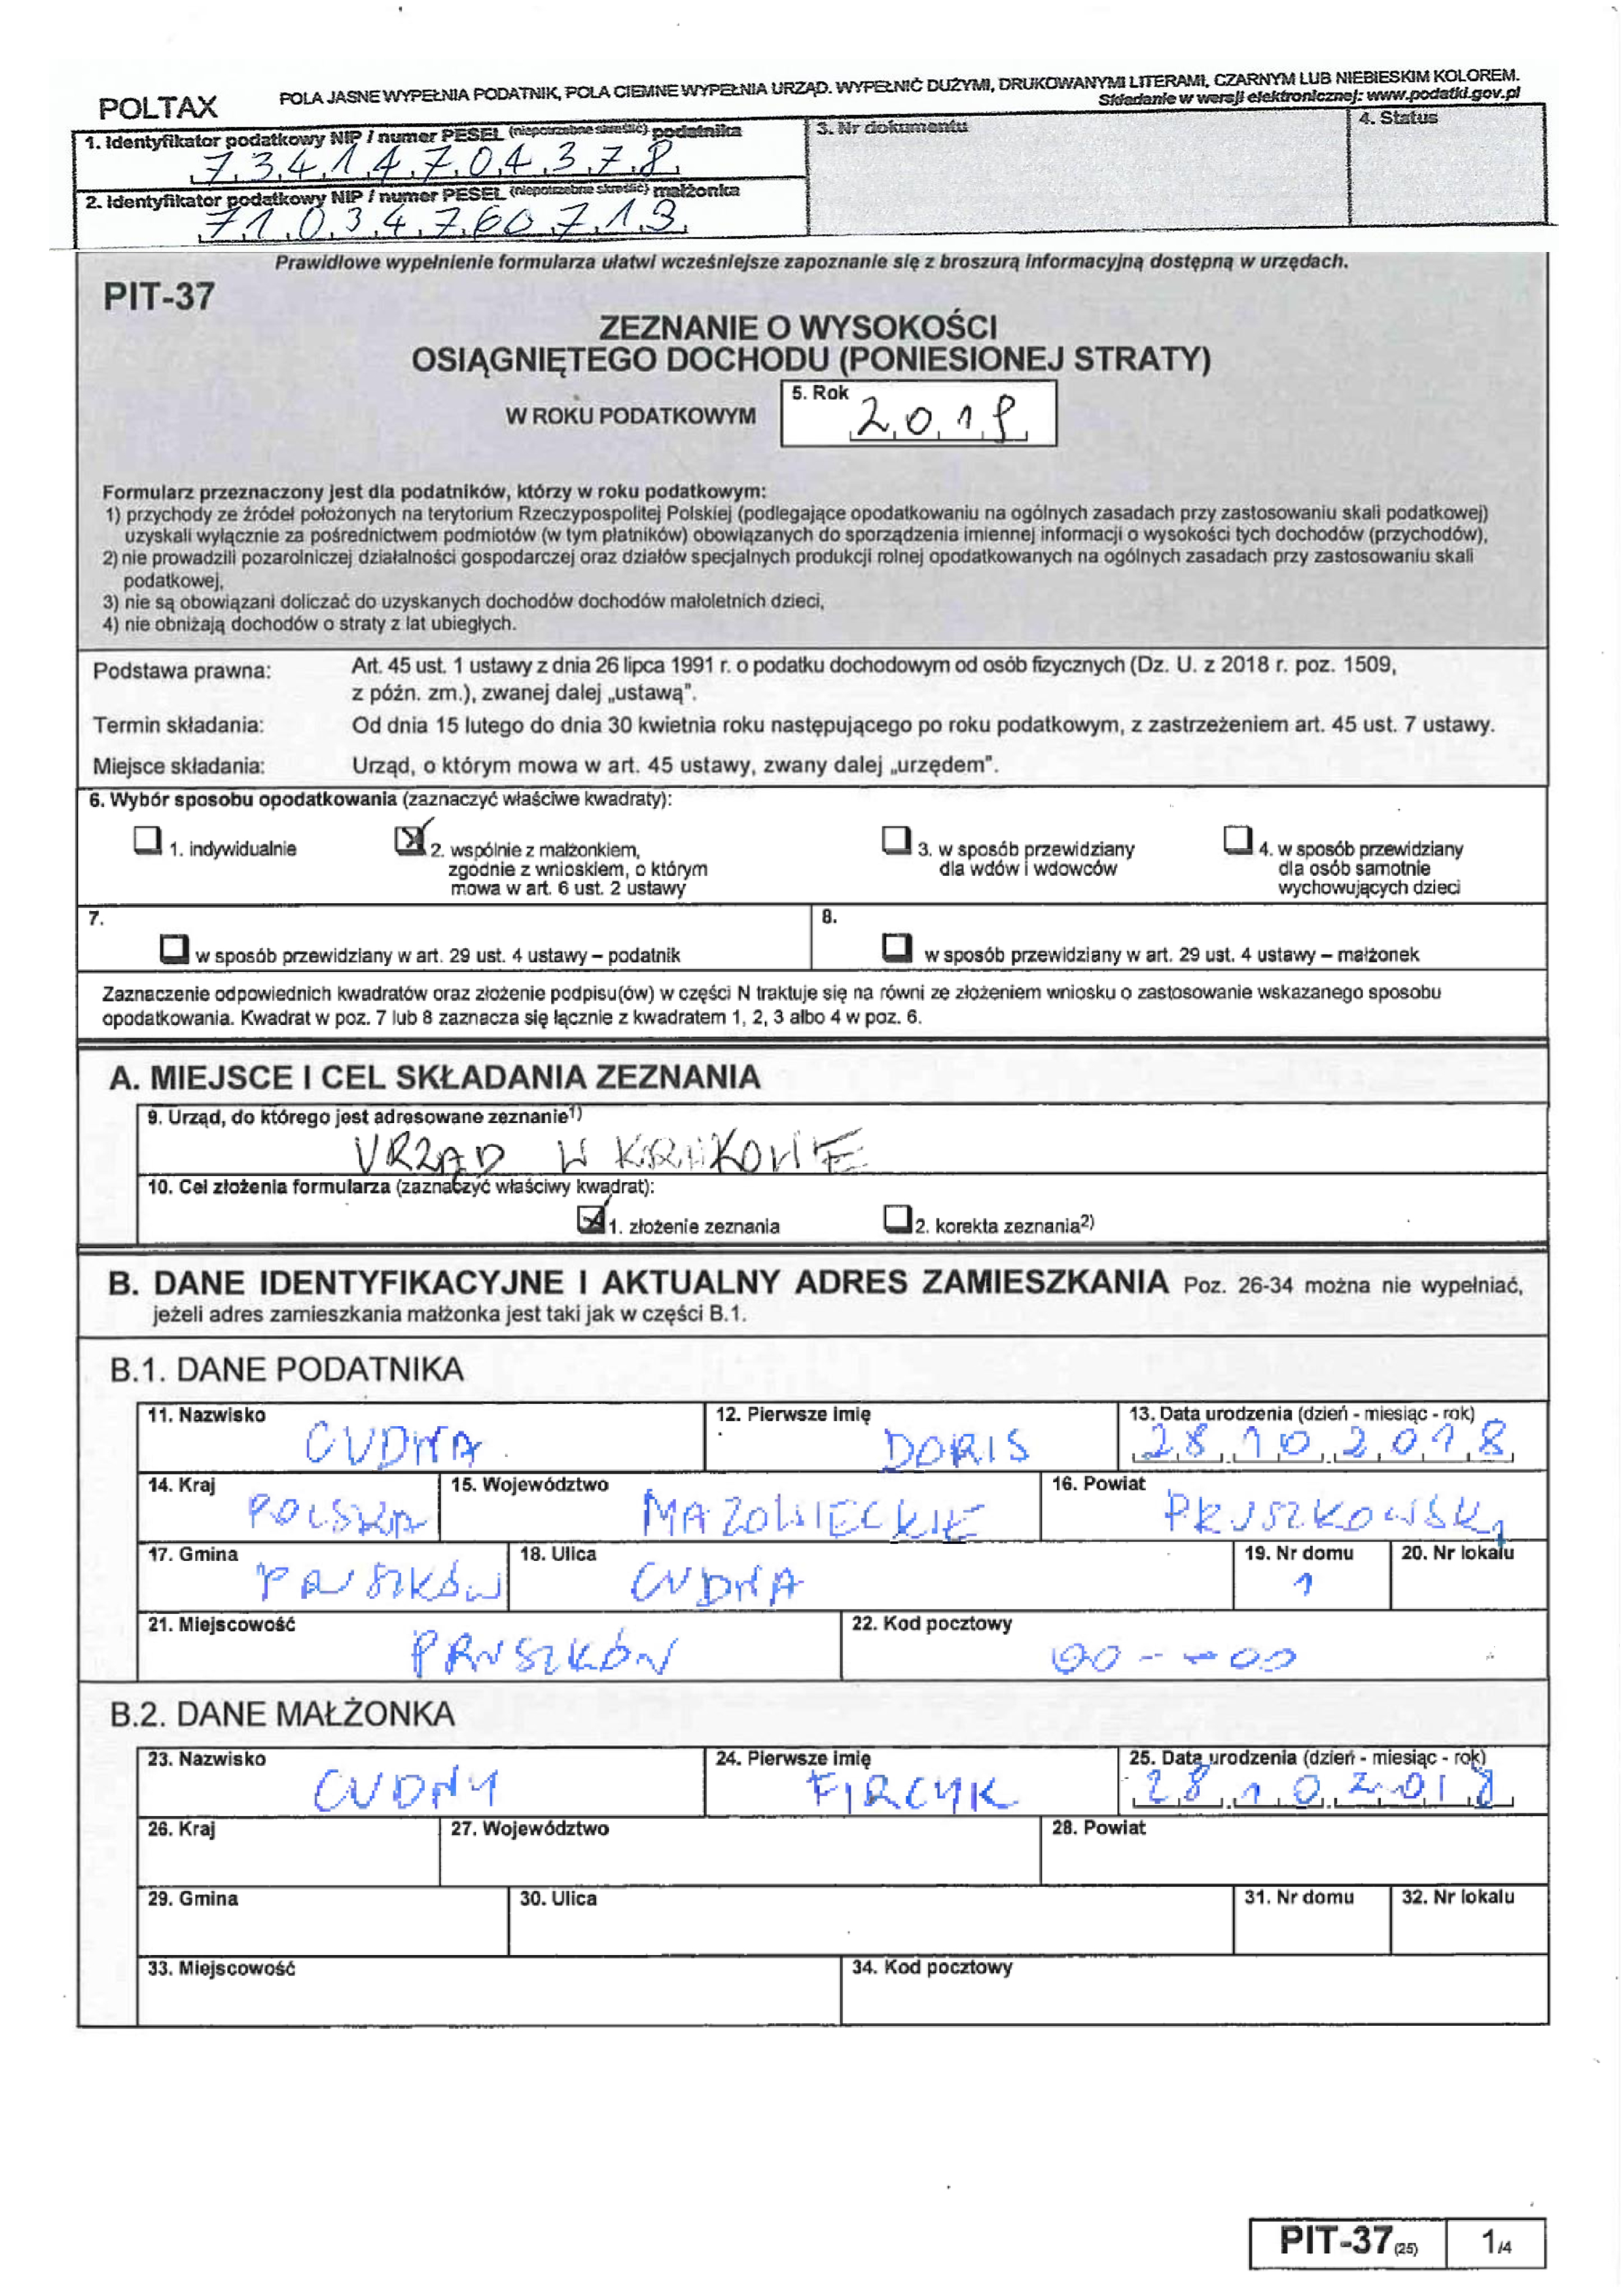 POLTAX
POLA JASNE WYPEŁNIA PODATNIK, POLA CIEMNE WYPEŁNIA URZĄD. WYPEŁNIĆ DUŻYMI, DRUKOWANYMI LITERAMI, CZARNYM LUB NIEBIESKIM KOLOREM.
Składanie w wersji elektronicznej: www.podatki.gov.pl
1. Identyfikator podatkowy NIP / numer PESEL (niepotrzebne skreślić) podatnika
73414704378
2. Identyfikator podatkowy NIP / numer PESEL (niepotrzebne skreślić) małżonka
71034760713
3. Nr dokumentu
4. Status
Prawidłowe wypełnienie formularza ułatwi wcześniejsze zapoznanie się z broszurą informacyjną dostępną w urzędach.
PIT-37
ZEZNANIE O WYSOKOŚCI
OSIĄGNIĘTEGO DOCHODU (PONIESIONEJ STRATY)
W ROKU PODATKOWYM
5. Rok
2019
Formularz przeznaczony jest dla podatników, którzy w roku podatkowym:
1) przychody ze źródeł położonych na terytorium Rzeczypospolitej Polskiej (podlegające opodatkowaniu na ogólnych zasadach przy zastosowaniu skali podatkowej)
uzyskali wyłącznie za pośrednictwem podmiotów (w tym płatników) obowiązanych do sporządzenia imiennej informacji o wysokości tych dochodów (przychodów),
2) nie prowadzili pozarolniczej działalności gospodarczej oraz działów specjalnych produkcji rolnej opodatkowanych na ogólnych zasadach przy zastosowaniu skali
podatkowej,
3) nie są obowiązani doliczać do uzyskanych dochodów dochodów małoletnich dzieci,
4) nie obniżają dochodów o straty z lat ubiegłych.
Podstawa prawna: Art. 45 ust. 1 ustawy z dnia 26 lipca 1991 r. o podatku dochodowym od osób fizycznych (Dz. U. z 2018 r. poz. 1509,
z późn. zm.), zwanej dalej „ustawą”.
Termin składania: Od dnia 15 lutego do dnia 30 kwietnia roku następującego po roku podatkowym, z zastrzeżeniem art. 45 ust. 7 ustawy.
Miejsce składania: Urząd, o którym mowa w art. 45 ustawy, zwany dalej „urzędem”.
6. Wybór sposobu opodatkowania (zaznaczyć właściwe kwadraty):
1. indywidualnie
2. wspólnie z małżonkiem,
zgodnie z wnioskiem, o którym
mowa w art. 6 ust. 2 ustawy
3. w sposób przewidziany
dla wdów i wdowców
4. w sposób przewidziany
dla osób samotnie
wychowujących dzieci
7.
w sposób przewidziany w art. 29 ust. 4 ustawy – podatnik
8.
w sposób przewidziany w art. 29 ust. 4 ustawy – małżonek
Zaznaczenie odpowiednich kwadratów oraz złożenie podpisu(ów) w części N traktuje się na równi ze złożeniem wniosku o zastosowanie wskazanego sposobu
opodatkowania. Kwadrat w poz. 7 lub 8 zaznacza się łącznie z kwadratem 1, 2, 3 albo 4 w poz. 6.
A. MIEJSCE I CEL SKŁADANIA ZEZNANIA
9. Urząd, do którego jest adresowane zeznanie1)
URZAD W KRAKOWIE
10. Cel złożenia formularza (zaznaczyć właściwy kwadrat):
1. złożenie zeznania
2. korekta zeznania2)
B. DANE IDENTYFIKACYJNE I AKTUALNY ADRES ZAMIESZKANIA Poz. 26-34 można nie wypełniać,
jeżeli adres zamieszkania małżonka jest taki jak w części B.1.
B.1. DANE PODATNIKA
11. Nazwisko
CUDNA
12. Pierwsze imię
DORIS
13. Data urodzenia (dzień - miesiąc - rok)
28102018
14. Kraj
POLSKA
15. Województwo
MAZOWIECKIE
16. Powiat
PRUSZKOWSKI
17. Gmina
PRUSZKÓW
18. Ulica
CUDNA
19. Nr domu
1
20. Nr lokalu
21. Miejscowość
PRUSZKÓW
22. Kod pocztowy
00 - - 00
B.2. DANE MAŁŻONKA
23. Nazwisko
CUDNY
24. Pierwsze imię
FIRCYK
25. Data urodzenia (dzień - miesiąc - rok)
28102018
26. Kraj
27. Województwo
28. Powiat
29. Gmina
30. Ulica
31. Nr domu
32. Nr lokalu
33. Miejscowość
34. Kod pocztowy
PIT-37 (25) 1/4